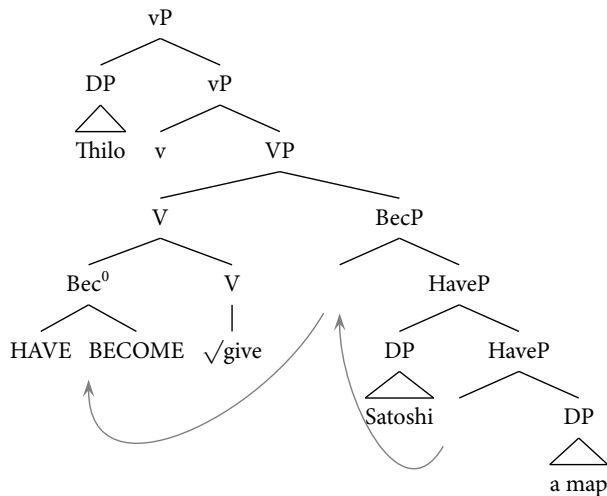 vP
DP vP
Thilo v VP
V BecP
Bec⁰ V HaveP
HAVE BECOME √give DP HaveP
Satoshi DP
a map